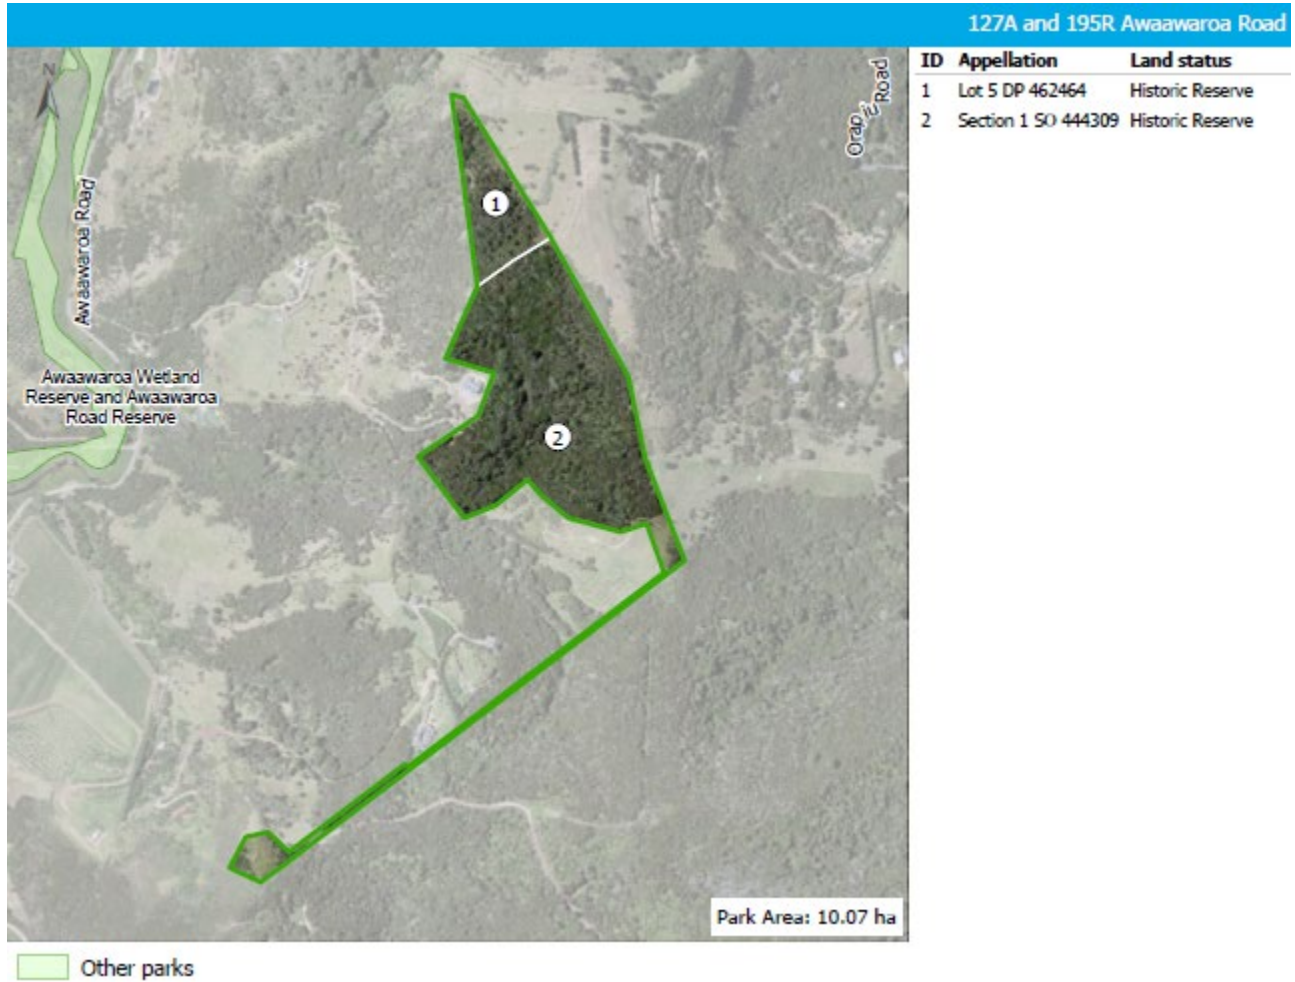 127A and 195R Awaawaroa Road
ID Appellation Land status
1 Lot 5 DP 462464 Historic Reserve
2 Section 1 SO 444309 Historic Reserve
N
Awaawaroa Road
Road
1
Awaawaroa Wetland
Reserve and Awaawaroa
Road Reserve
2
Park Area: 10.07 ha
Other parks